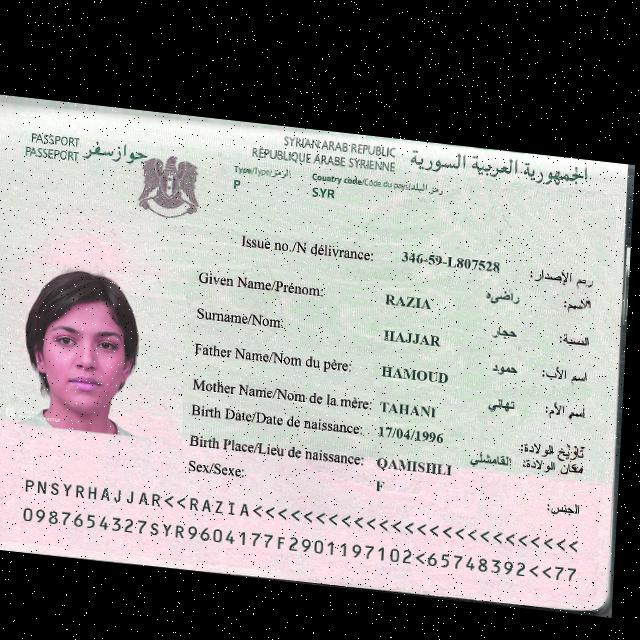 PASSPORT
PASSEPORT
جواز سفر
SYRIAN ARAB REPUBLIC
RÉPUBLIQUE ARABE SYRIENNE
الجمهورية العربية السورية
Type/Type/الرمز
P
Country code/Code du pays/رمز البلد
SYR
Issue no./N délivrance: 346-59-L807528 رسم الإصدار:
Given Name/Prénom: RAZIA راضيه الاسم:
Surname/Nom: HAJJAR حجار النسبة:
Father Name/Nom du père: HAMOUD حمود اسم الأب:
Mother Name/Nom de la mère: TAHANI تهاني اسم الأم:
Birth Date/Date de naissance: 17/04/1996 تاريخ الولادة:
Birth Place/Lieu de naissance: QAMISHLI القامشلي مكان الولادة:
Sex/Sexe: F الجنس:
PNSYRHAJJAR<<RAZIA<<<<<<<<<<<<<<<<<<<<<<<<<<
0987654327SYR9604177F2901197102<65748392<<77